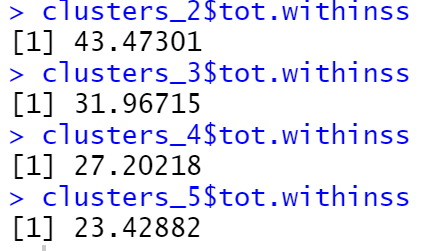 > clusters_2$tot.withinss
[1] 43.47301
> clusters_3$tot.withinss
[1] 31.96715
> clusters_4$tot.withinss
[1] 27.20218
> clusters_5$tot.withinss
[1] 23.42882